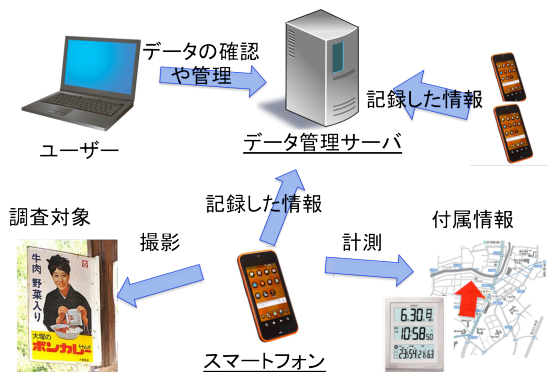 データの確認
や管理
記録した情報
ユーザー
データ管理サーバ
調査対象
撮影
記録した情報
計測
付属情報
牛肉 野菜入り
大塚の
ボンカレー
6.30
10:58
スマートフォン